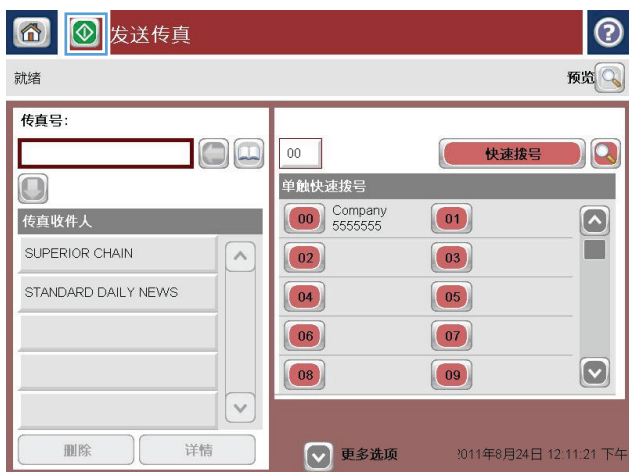 发送传真
就绪
预览
传真号:
00
快速拨号
单触快速拨号
00 Company 01
5555555
传真收件人
02 03
SUPERIOR CHAIN
04 05
STANDARD DAILY NEWS
06 07
08 09
删除 详情
更多选项
2011年8月24日 12:11:21 下午